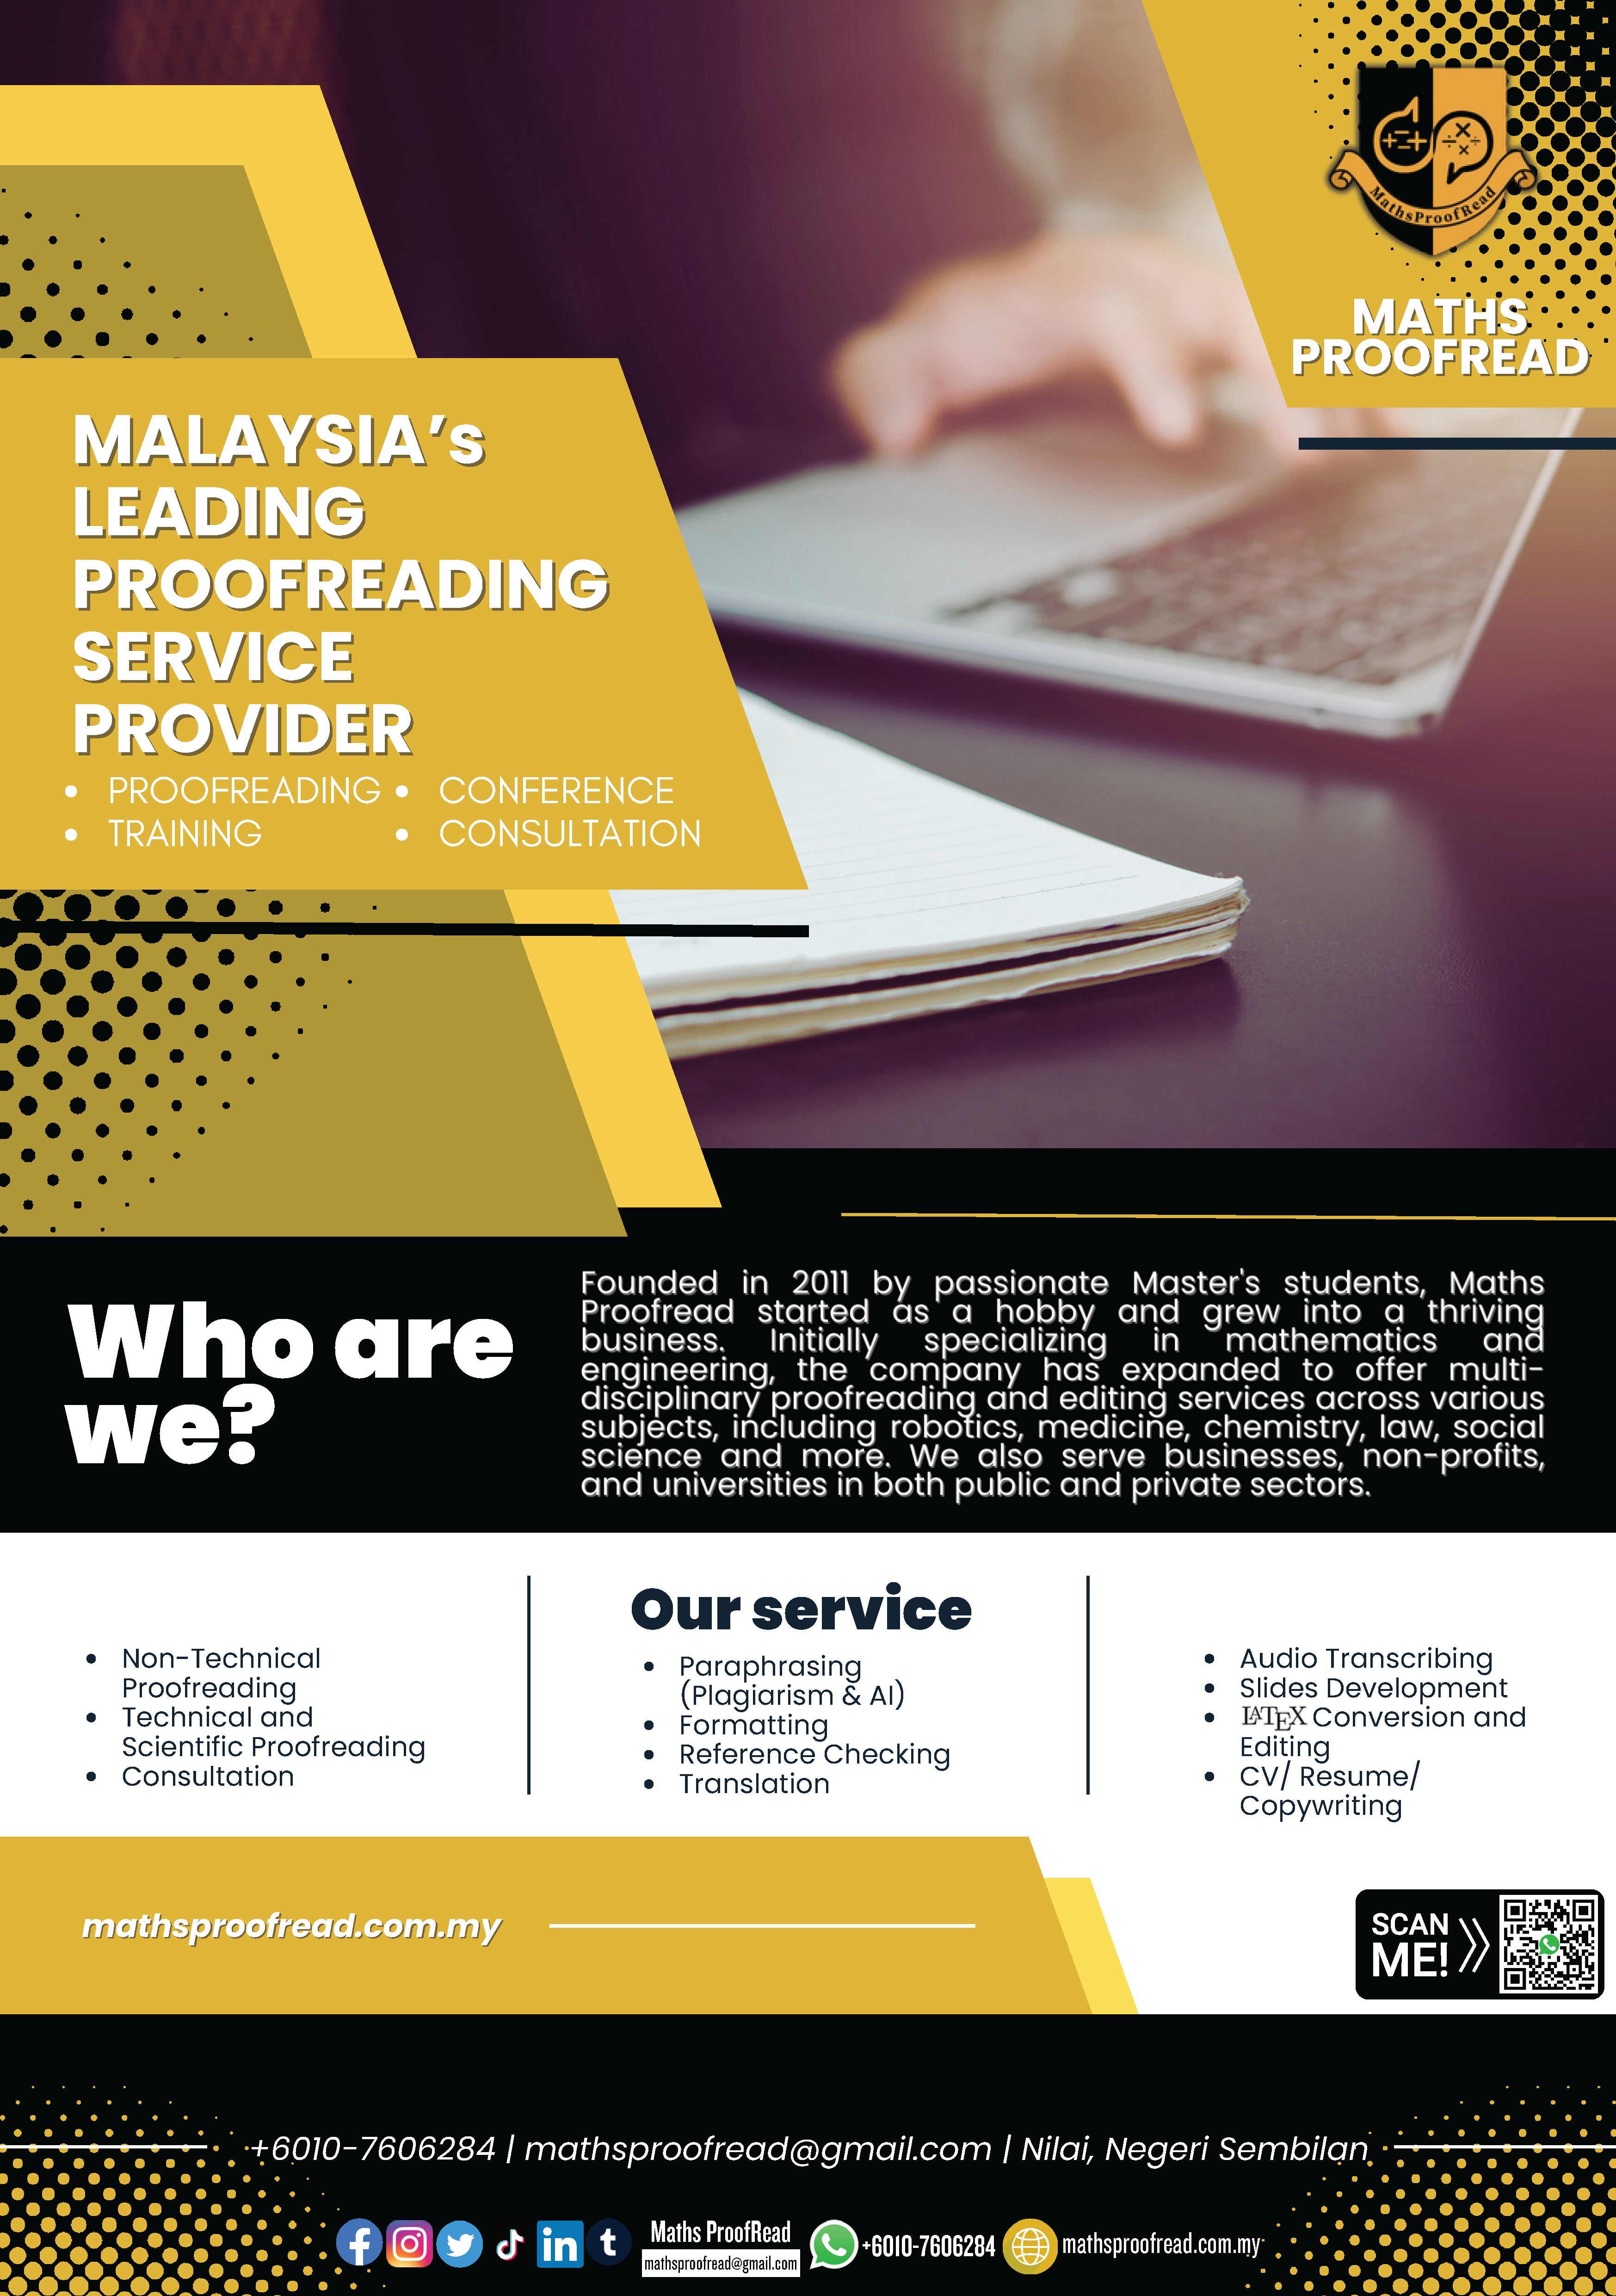 MathsProofRead
MATHS
PROOFREAD
MALAYSIA’s
LEADING
PROOFREADING
SERVICE
PROVIDER
• PROOFREADING
• TRAINING
• CONFERENCE
• CONSULTATION
Who are
we?
Founded in 2011 by passionate Master's students, Maths
Proofread started as a hobby and grew into a thriving
business. Initially specializing in mathematics and
engineering, the company has expanded to offer multi-
disciplinary proofreading and editing services across various
subjects, including robotics, medicine, chemistry, law, social
science and more. We also serve businesses, non-profits,
and universities in both public and private sectors.
Our service
• Non-Technical
Proofreading
• Technical and
Scientific Proofreading
• Consultation
• Paraphrasing
(Plagiarism & AI)
• Formatting
• Reference Checking
• Translation
• Audio Transcribing
• Slides Development
• LATEX Conversion and
Editing
• CV/ Resume/
Copywriting
mathsproofread.com.my
SCAN
ME!
+6010-7606284 | mathsproofread@gmail.com | Nilai, Negeri Sembilan
Maths ProofRead
mathsproofread@gmail.com
+6010-7606284
mathsproofread.com.my